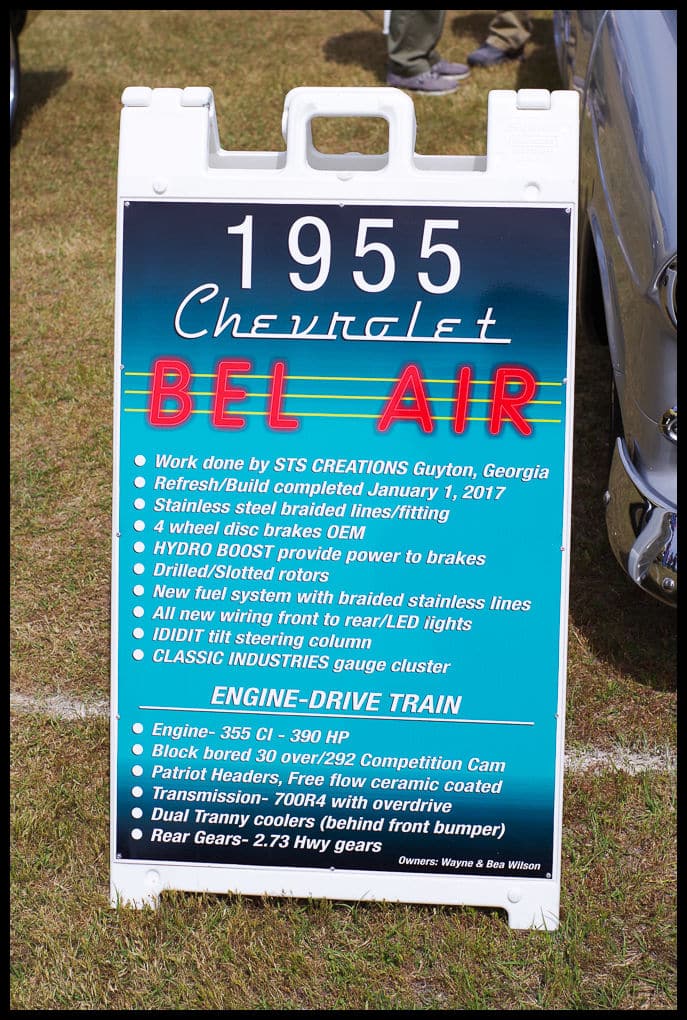 1955
Chevrolet
BEL AIR
Work done by STS CREATIONS Guyton, Georgia
Refresh/Build completed January 1, 2017
Stainless steel braided lines/fitting
4 wheel disc brakes OEM
HYDRO BOOST provide power to brakes
Drilled/Slotted rotors
New fuel system with braided stainless lines
All new wiring front to rear/LED lights
IDIDIT tilt steering column
CLASSIC INDUSTRIES gauge cluster
ENGINE-DRIVE TRAIN
Engine- 355 CI - 390 HP
Block bored 30 over/292 Competition Cam
Patriot Headers, Free flow ceramic coated
Transmission- 700R4 with overdrive
Dual Tranny coolers (behind front bumper)
Rear Gears- 2.73 Hwy gears
Owners: Wayne & Bea Wilson